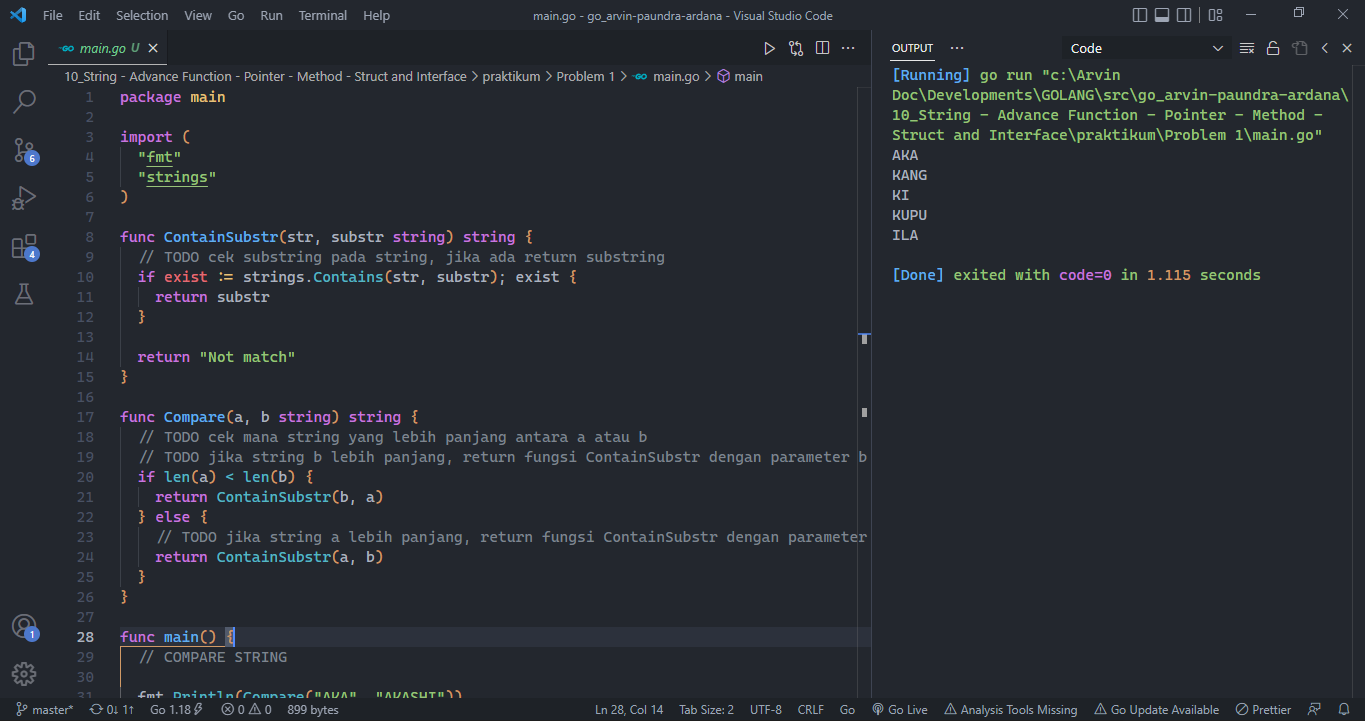 File Edit Selection View Go Run Terminal Help main.go - go_arvin-paundra-ardana - Visual Studio Code
main.go U
OUTPUT
Code
10_String - Advance Function - Pointer - Method - Struct and Interface > praktikum > Problem 1 > main.go > main
1 package main
2
3 import (
4 "fmt"
5 "strings"
6 )
7
8 func ContainSubstr(str, substr string) string {
9 // TODO cek substring pada string, jika ada return substring
10 if exist := strings.Contains(str, substr); exist {
11 return substr
12 }
13
14 return "Not match"
15 }
16
17 func Compare(a, b string) string {
18 // TODO cek mana string yang lebih panjang antara a atau b
19 // TODO jika string b lebih panjang, return fungsi ContainSubstr dengan parameter b
20 if len(a) < len(b) {
21 return ContainSubstr(b, a)
22 } else {
23 // TODO jika string a lebih panjang, return fungsi ContainSubstr dengan parameter
24 return ContainSubstr(a, b)
25 }
26 }
27
28 func main() {
29 // COMPARE STRING
30
31 fmt.Println(Compare("AKA", "AKASHI"))
[Running] go run "c:\Arvin
Doc\Developments\GOLANG\src\go_arvin-paundra-ardana\
10_String - Advance Function - Pointer - Method -
Struct and Interface\praktikum\Problem 1\main.go"
AKA
KANG
KI
KUPU
ILA
[Done] exited with code=0 in 1.115 seconds
6
4
1
master* 0↓ 1↑ Go 1.18 0 0 899 bytes Ln 28, Col 14 Tab Size: 2 UTF-8 CRLF Go Go Live Analysis Tools Missing Go Update Available Prettier